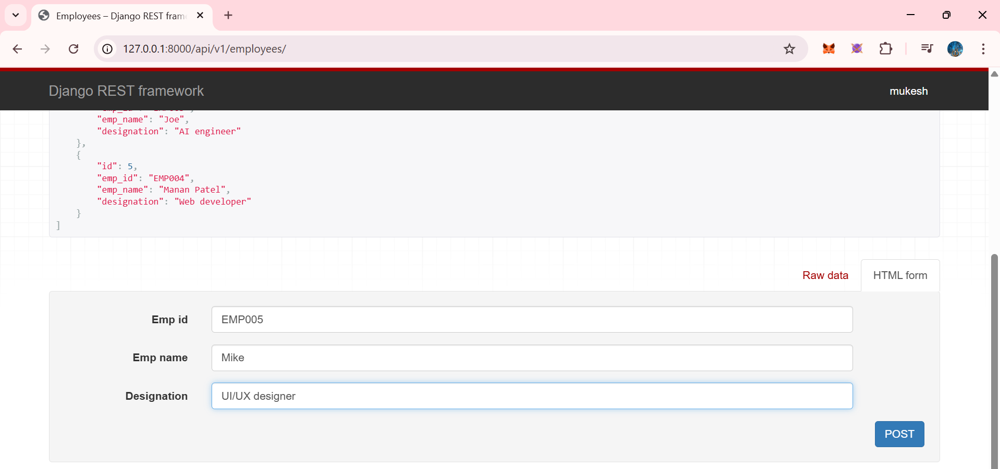 Employees – Django REST fram
127.0.0.1:8000/api/v1/employees/
Django REST framework
mukesh
"emp_name": "Joe",
"designation": "AI engineer"
},
{
"id": 5,
"emp_id": "EMP004",
"emp_name": "Manan Patel",
"designation": "Web developer"
}
]
Raw data
HTML form
Emp id
EMP005
Emp name
Mike
Designation
UI/UX designer
POST